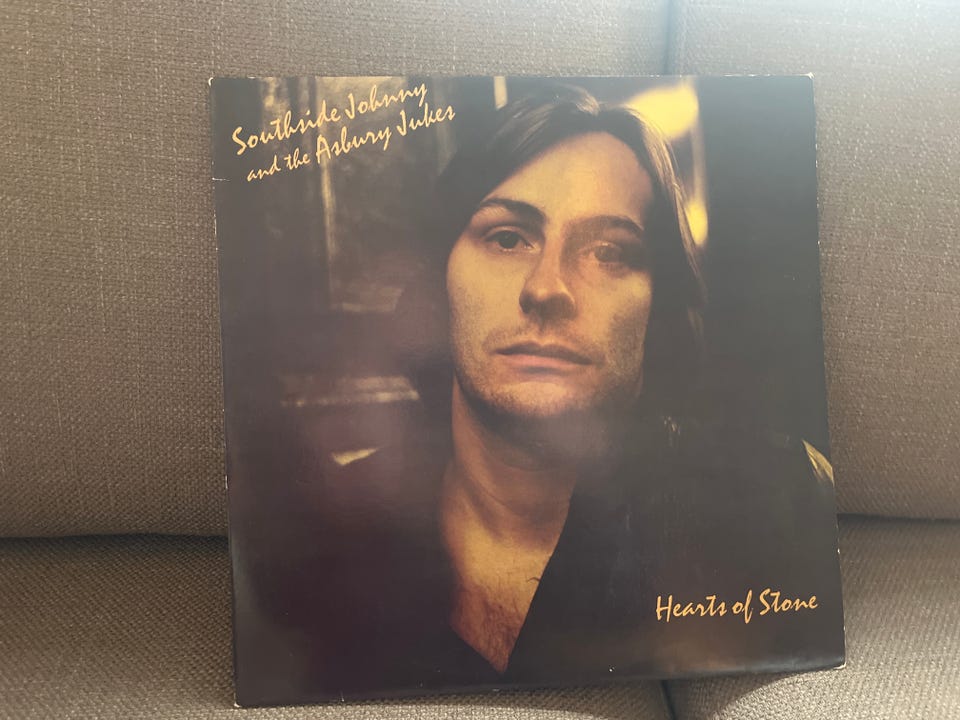 Southside Johnny
and the Asbury Jukes
Hearts of Stone